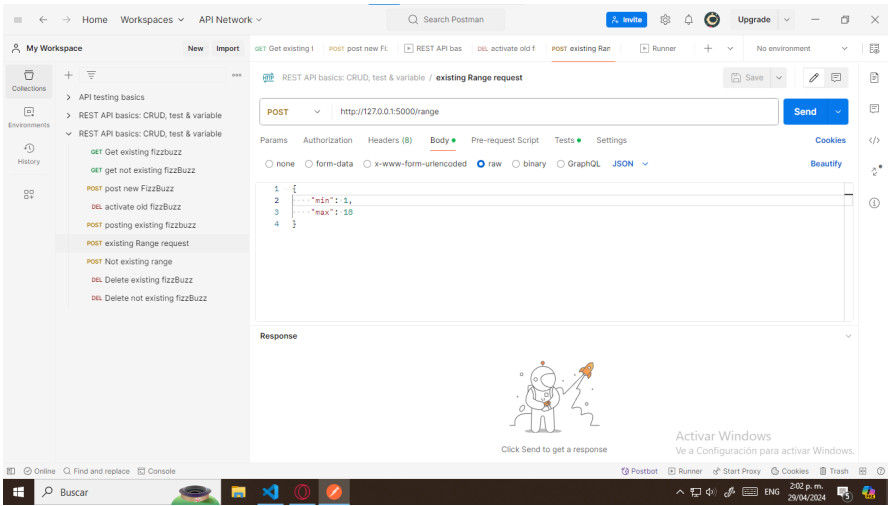 Home Workspaces API Network Search Postman Invite Upgrade
My Workspace New Import GET Get existing f POST post new Fi: REST API bas DEL activate old f POST existing Ran Runner No environment
Collections
Environments
History
API testing basics
REST API basics: CRUD, test & variable
REST API basics: CRUD, test & variable
GET Get existing fizzbuzz
GET get not existing fizzBuzz
POST post new FizzBuzz
DEL activate old fizzBuzz
POST posting existing fizzbuzz
POST existing Range request
POST Not existing range
DEL Delete existing fizzBuzz
DEL Delete not existing fizzBuzz
REST API basics: CRUD, test & variable / existing Range request Save
POST http://127.0.0.1:5000/range Send
Params Authorization Headers (8) Body Pre-request Script Tests Settings Cookies
none form-data x-www-form-urlencoded raw binary GraphQL JSON Beautify
1 {
2 "min": 1,
3 "max": 18
4 }
Response
Click Send to get a response
Activar Windows
Ve a Configuración para activar Windows.
Online Find and replace Console Postbot Runner Start Proxy Cookies Trash
Buscar ENG 2:02 p. m.
29/04/2024 5